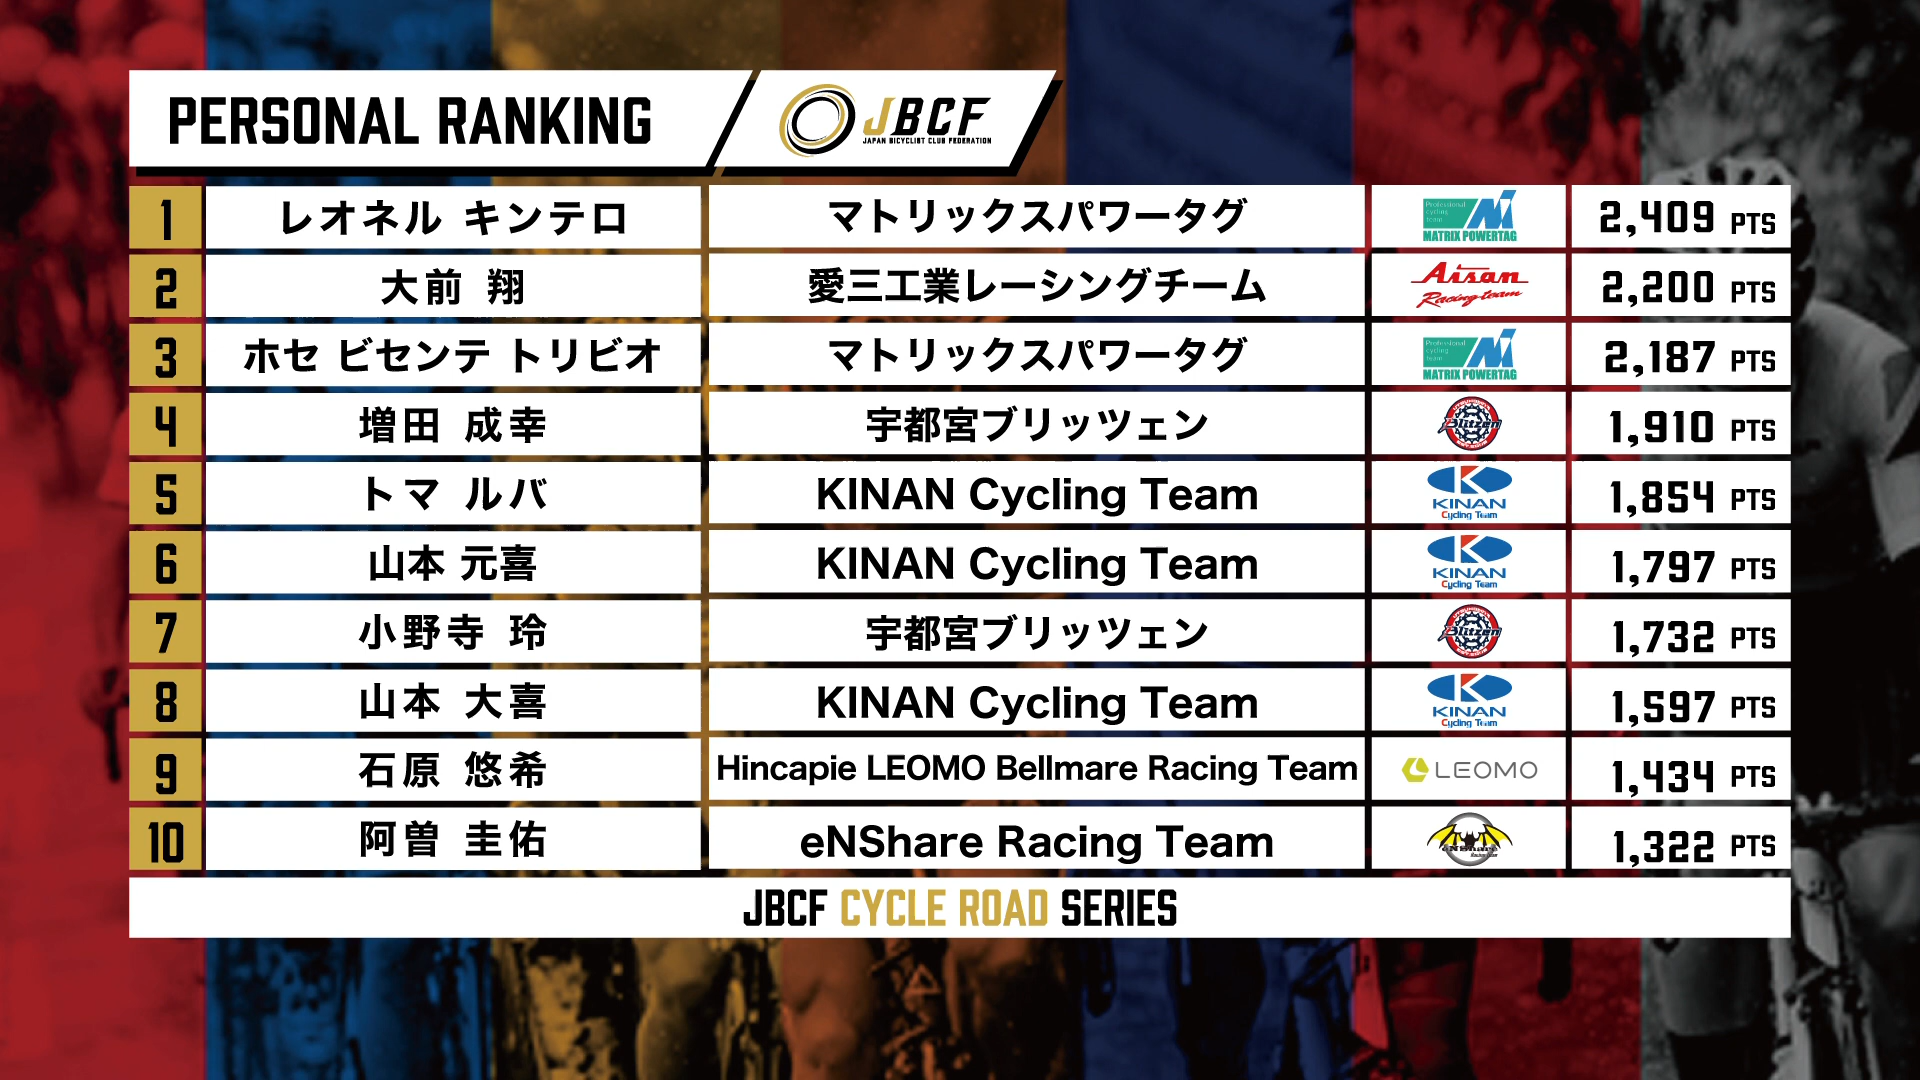 PERSONAL RANKING
JBCF
JAPAN BICYCLIST CLUB FEDERATION
1 レオネル キンテロ マトリックスパワータグ Professional cycling team M MATRIX POWERTAG 2,409 PTS
2 大前 翔 愛三工業レーシングチーム Aisan Racing team 2,200 PTS
3 ホセ ビセンテ トリビオ マトリックスパワータグ Professional cycling team M MATRIX POWERTAG 2,187 PTS
4 増田 成幸 宇都宮ブリッツェン Blitzen 1,910 PTS
5 トマ ルバ KINAN Cycling Team K KINAN Cycling Team 1,854 PTS
6 山本 元喜 KINAN Cycling Team K KINAN Cycling Team 1,797 PTS
7 小野寺 玲 宇都宮ブリッツェン Blitzen 1,732 PTS
8 山本 大喜 KINAN Cycling Team K KINAN Cycling Team 1,597 PTS
9 石原 悠希 Hincapie LEOMO Bellmare Racing Team LEOMO 1,434 PTS
10 阿曽 圭佑 eNShare Racing Team eNShare Racing Team 1,322 PTS
JBCF CYCLE ROAD SERIES